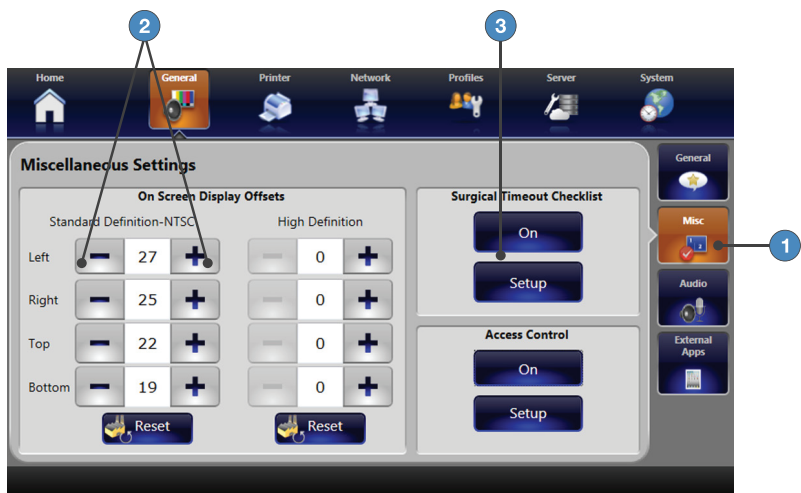 2
3
Home General Printer Network Profiles Server System
Miscellaneous Settings
General
On Screen Display Offsets
Surgical Timeout Checklist
Standard Definition-NTSC High Definition
On
Misc
1 2
1
Left 27 0
Setup
Right 25 0
Audio
Top 22 0
Access Control
External
Apps
On
Bottom 19 0
Setup
Reset Reset